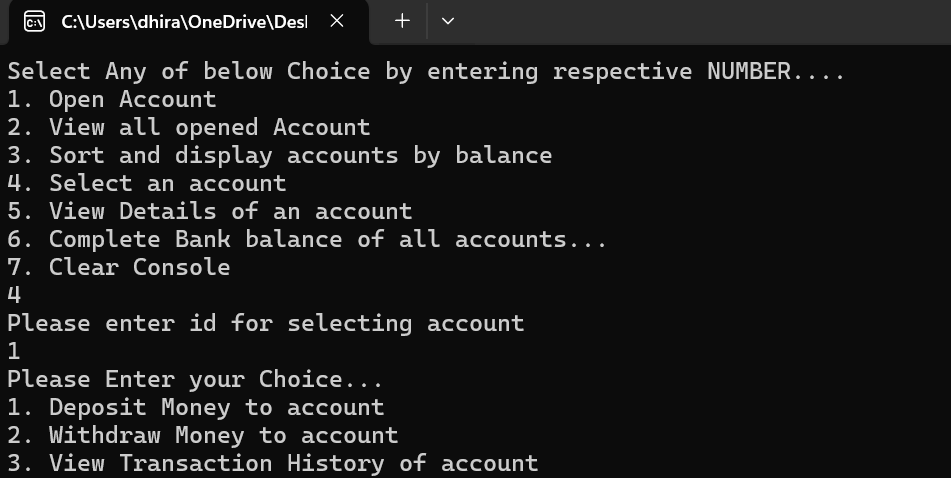 C:\Users\dhira\OneDrive\Desl
Select Any of below Choice by entering respective NUMBER....
1. Open Account
2. View all opened Account
3. Sort and display accounts by balance
4. Select an account
5. View Details of an account
6. Complete Bank balance of all accounts...
7. Clear Console
4
Please enter id for selecting account
1
Please Enter your Choice...
1. Deposit Money to account
2. Withdraw Money to account
3. View Transaction History of account